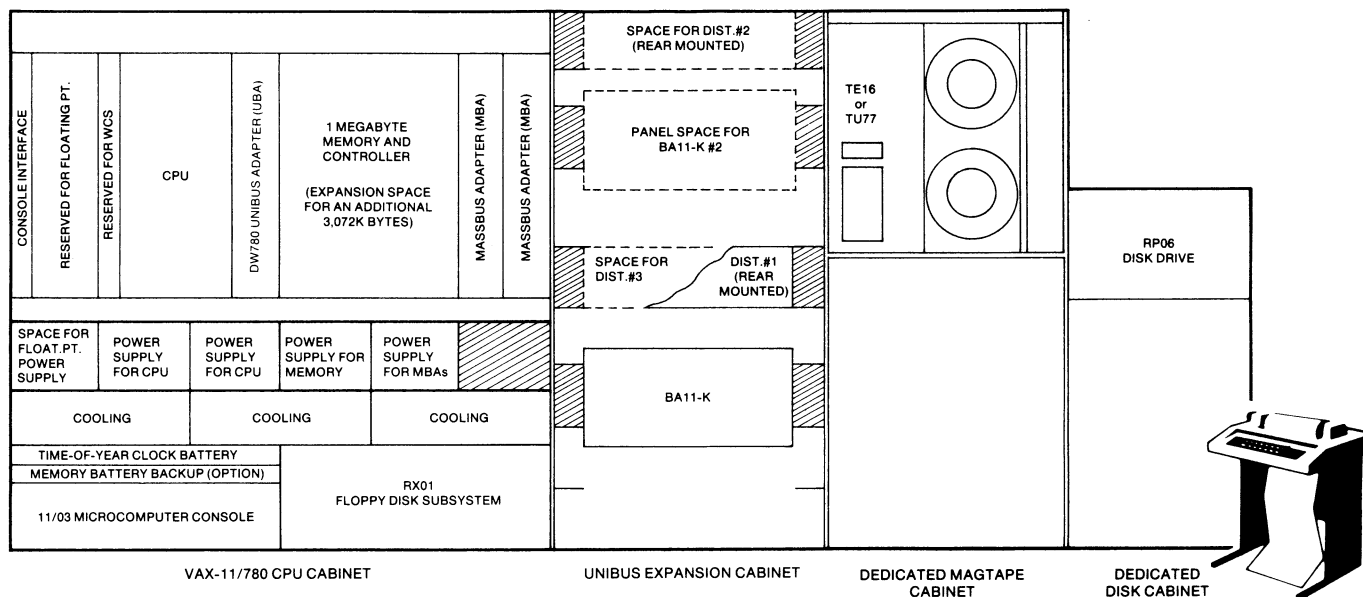 CONSOLE INTERFACE
RESERVED FOR FLOATING PT.
RESERVED FOR WCS
CPU
DW780 UNIBUS ADAPTER (UBA)
1 MEGABYTE
MEMORY AND
CONTROLLER
(EXPANSION SPACE
FOR AN ADDITIONAL
3,072K BYTES)
MASSBUS ADAPTER (MBA)
MASSBUS ADAPTER (MBA)
SPACE FOR
FLOAT.PT.
POWER
SUPPLY
POWER
SUPPLY
FOR CPU
POWER
SUPPLY
FOR CPU
POWER
SUPPLY FOR
MEMORY
POWER
SUPPLY
FOR MBAs
COOLING
COOLING
COOLING
TIME-OF-YEAR CLOCK BATTERY
MEMORY BATTERY BACKUP (OPTION)
11/03 MICROCOMPUTER CONSOLE
RX01
FLOPPY DISK SUBSYSTEM
VAX-11/780 CPU CABINET
SPACE FOR DIST.#2
(REAR MOUNTED)
PANEL SPACE FOR
BA11-K #2
SPACE FOR
DIST.#3
DIST.#1
(REAR
MOUNTED)
BA11-K
UNIBUS EXPANSION CABINET
TE16
or
TU77
DEDICATED MAGTAPE
CABINET
RP06
DISK DRIVE
DEDICATED
DISK CABINET